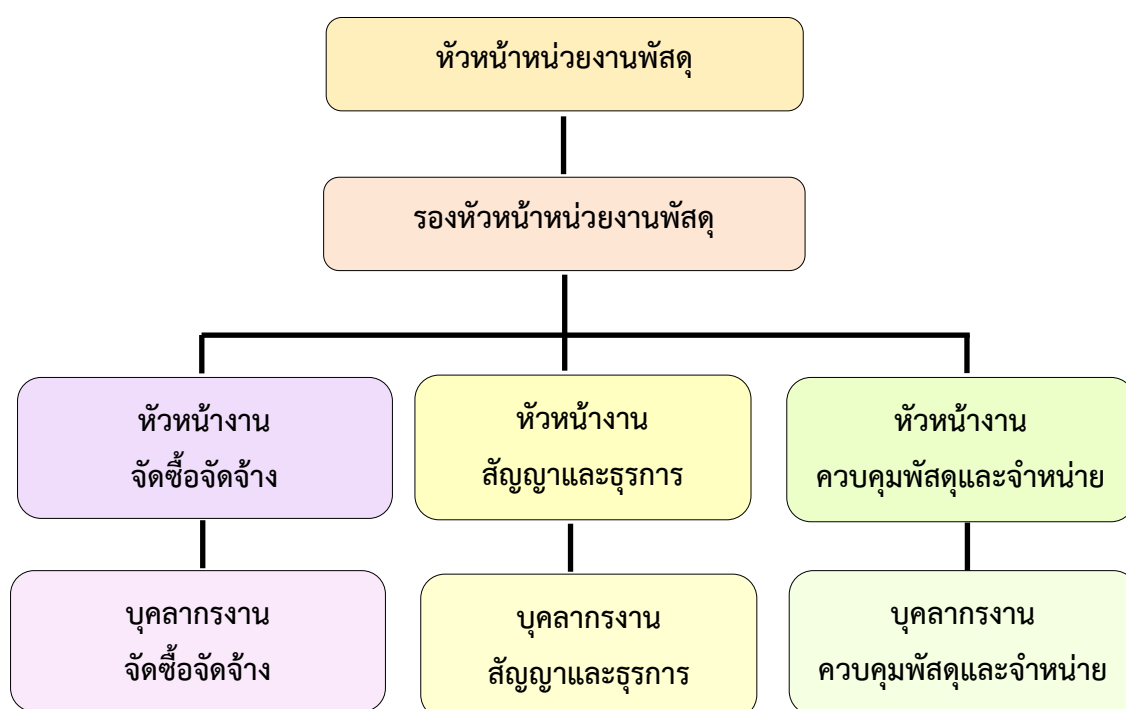 หัวหน้าหน่วยงานพัสดุ
รองหัวหน้าหน่วยงานพัสดุ
หัวหน้างาน
จัดซื้อจัดจ้าง
หัวหน้างาน
สัญญาและธุรการ
หัวหน้างาน
ควบคุมพัสดุและจำหน่าย
บุคลากรงาน
จัดซื้อจัดจ้าง
บุคลากรงาน
สัญญาและธุรการ
บุคลากรงาน
ควบคุมพัสดุและจำหน่าย